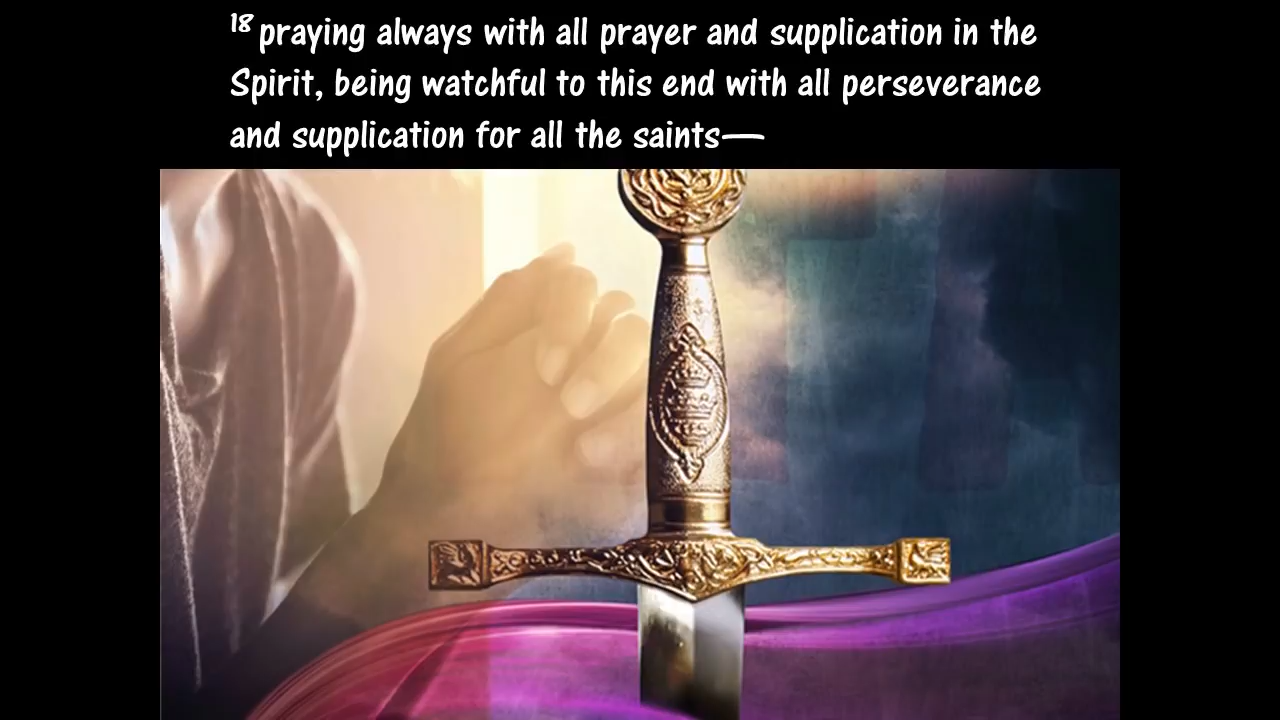 18 praying always with all prayer and supplication in the
Spirit, being watchful to this end with all perseverance
and supplication for all the saints—